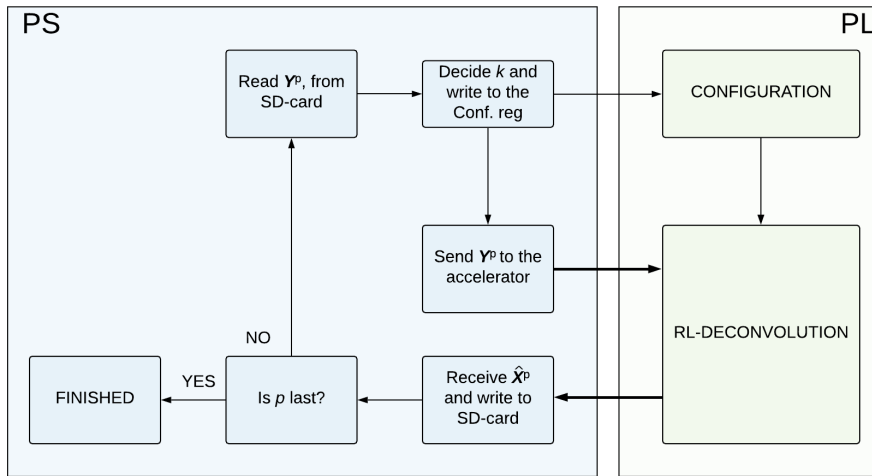 PS
PL
Read Yᵖ, from
SD-card
Decide k and
write to the
Conf. reg
CONFIGURATION
Send Yᵖ to the
accelerator
RL-DECONVOLUTION
NO
YES
FINISHED
Is p last?
Receive X̂ᵖ
and write to
SD-card